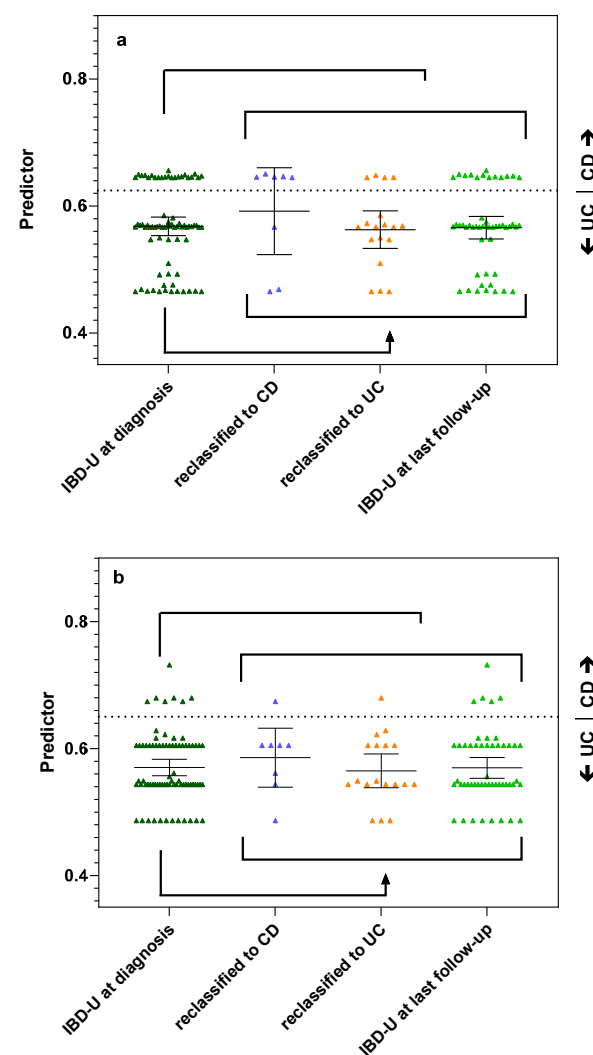 a
0.8
0.6
0.4
Predictor
← UC | CD →
IBD-U at diagnosis
reclassified to CD
reclassified to UC
IBD-U at last follow-up
b
0.8
0.6
0.4
Predictor
← UC | CD →
IBD-U at diagnosis
reclassified to CD
reclassified to UC
IBD-U at last follow-up